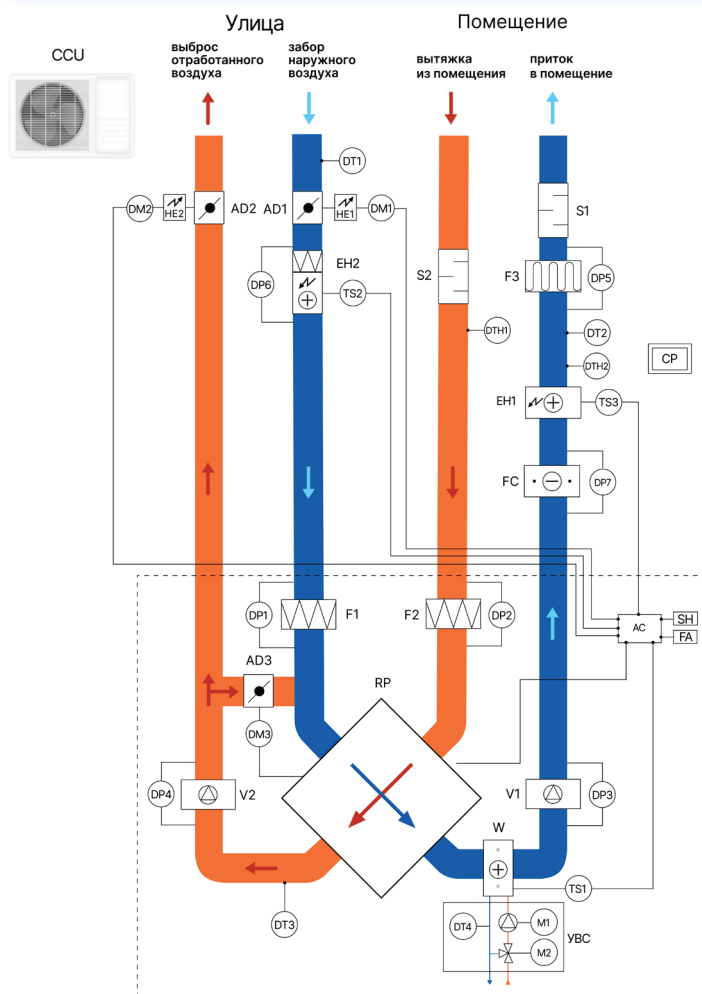 Улица
Помещение
CCU
выброс
отработанного
воздуха
забор
наружного
воздуха
вытяжка
из помещения
приток
в помещение
DT1
DM2
HE2
AD2
AD1
HE1
DM1
S1
EH2
DP6
TS2
S2
F3
DP5
DTH1
DT2
CP
DTH2
EH1
TS3
FC
DP7
DP1
F1
F2
DP2
AC
SH
FA
AD3
RP
DM3
DP4
V2
V1
DP3
W
TS1
DT3
DT4
M1
УВС
M2